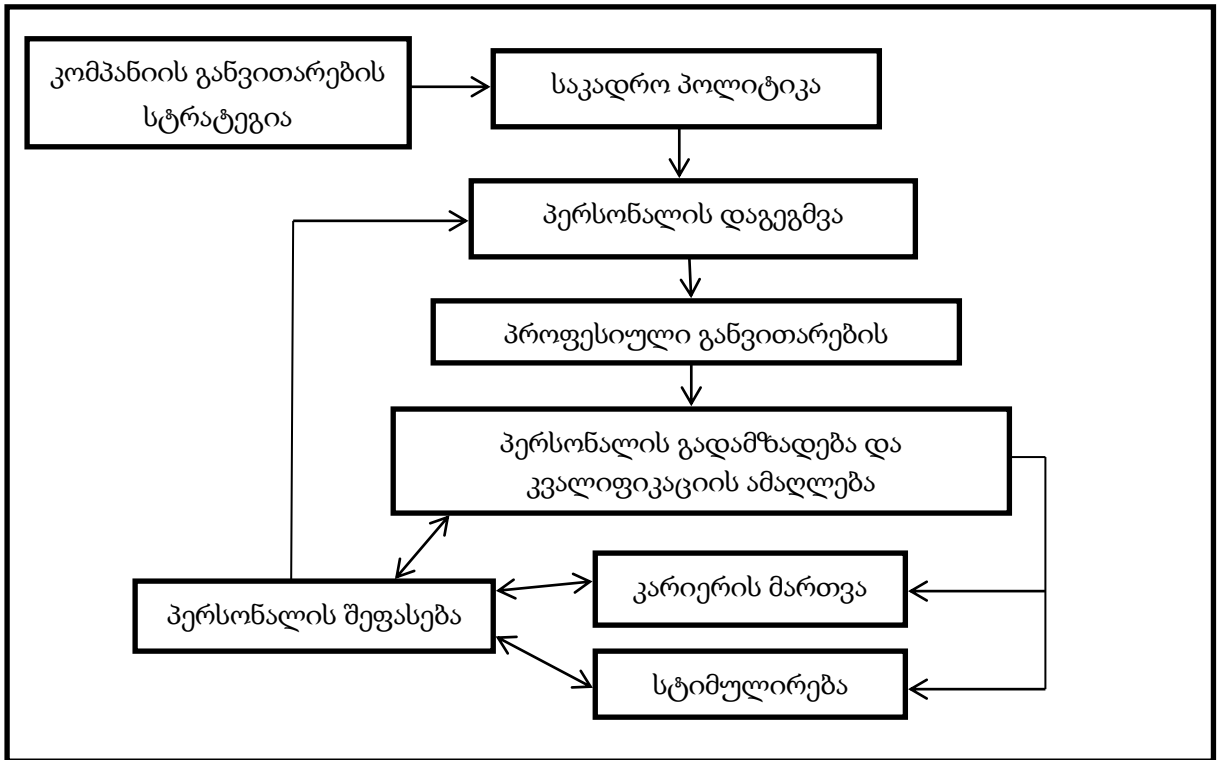 კომპანიის განვითარების
სტრატეგია
საკადრო პოლიტიკა
პერსონალის დაგეგმვა
პროფესიული განვითარების
პერსონალის გადამზადება და
კვალიფიკაციის ამაღლება
კარიერის მართვა
პერსონალის შეფასება
სტიმულირება